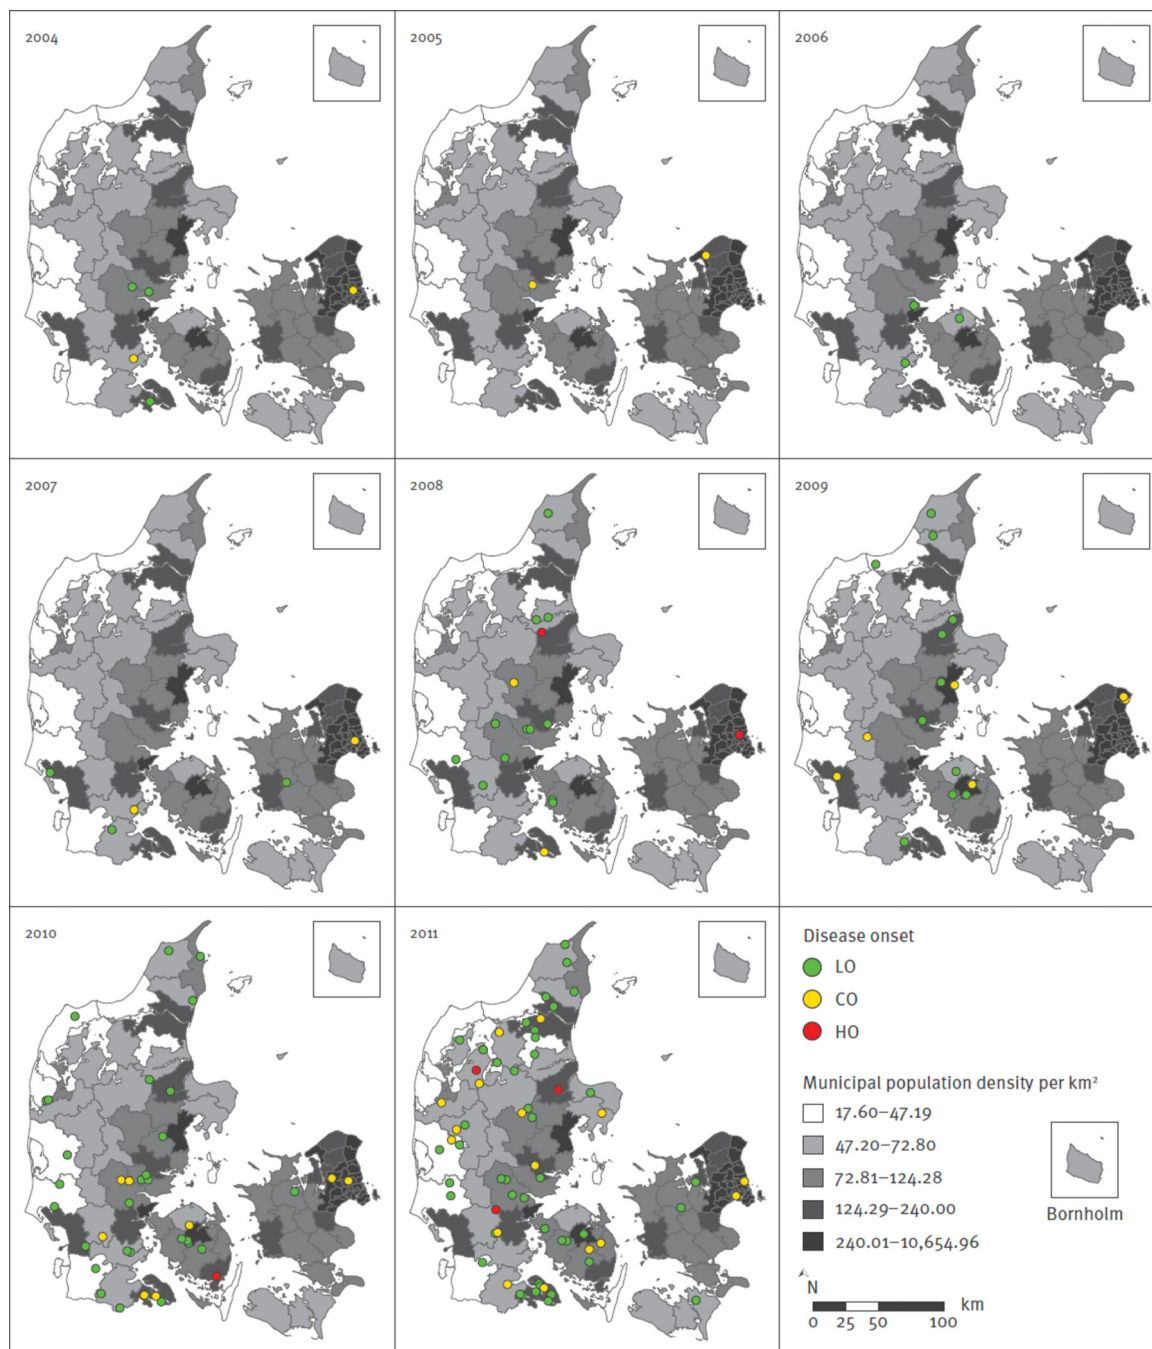 2004
2005
2006
2007
2008
2009
2010
2011
Disease onset
LO
CO
HO
Municipal population density per km²
17.60–47.19
47.20–72.80
72.81–124.28
124.29–240.00
240.01–10,654.96
Bornholm
N
km
0 25 50 100